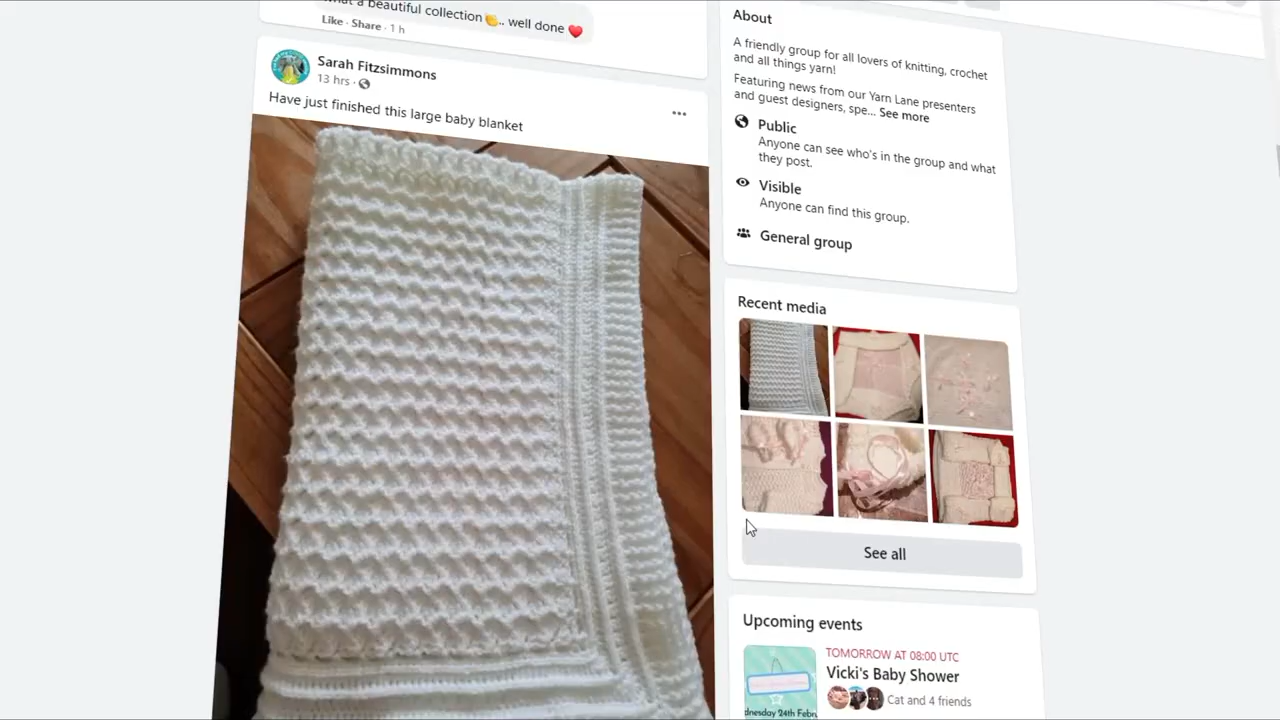 what a beautiful collection👏.. well done ❤️
Like · Share · 1 h
Sarah Fitzsimmons
13 hrs ·
Have just finished this large baby blanket
About
A friendly group for all lovers of knitting, crochet
and all things yarn!
Featuring news from our Yarn Lane presenters
and guest designers, spe... See more
Public
Anyone can see who's in the group and what
they post.
Visible
Anyone can find this group.
General group
Recent media
See all
Upcoming events
TOMORROW AT 08:00 UTC
Vicki's Baby Shower
Cat and 4 friends